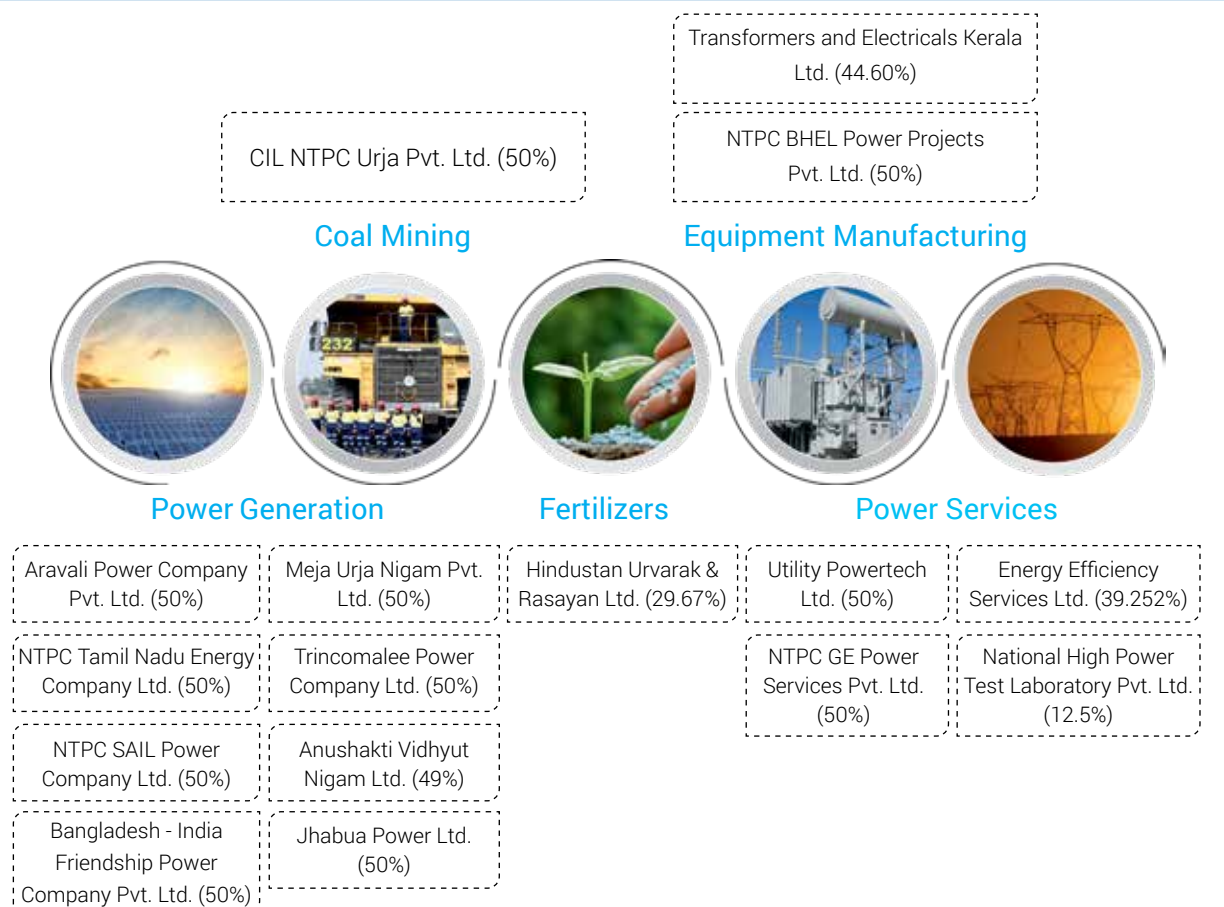 Transformers and Electricals Kerala
Ltd. (44.60%)
CIL NTPC Urja Pvt. Ltd. (50%)
NTPC BHEL Power Projects
Pvt. Ltd. (50%)
Coal Mining
Equipment Manufacturing
232
Power Generation
Fertilizers
Power Services
Aravali Power Company
Pvt. Ltd. (50%)
Meja Urja Nigam Pvt.
Ltd. (50%)
Hindustan Urvarak &
Rasayan Ltd. (29.67%)
Utility Powertech
Ltd. (50%)
Energy Efficiency
Services Ltd. (39.252%)
NTPC Tamil Nadu Energy
Company Ltd. (50%)
Trincomalee Power
Company Ltd. (50%)
NTPC GE Power
Services Pvt. Ltd.
(50%)
National High Power
Test Laboratory Pvt. Ltd.
(12.5%)
NTPC SAIL Power
Company Ltd. (50%)
Anushakti Vidhyut
Nigam Ltd. (49%)
Bangladesh - India
Friendship Power
Company Pvt. Ltd. (50%)
Jhabua Power Ltd.
(50%)